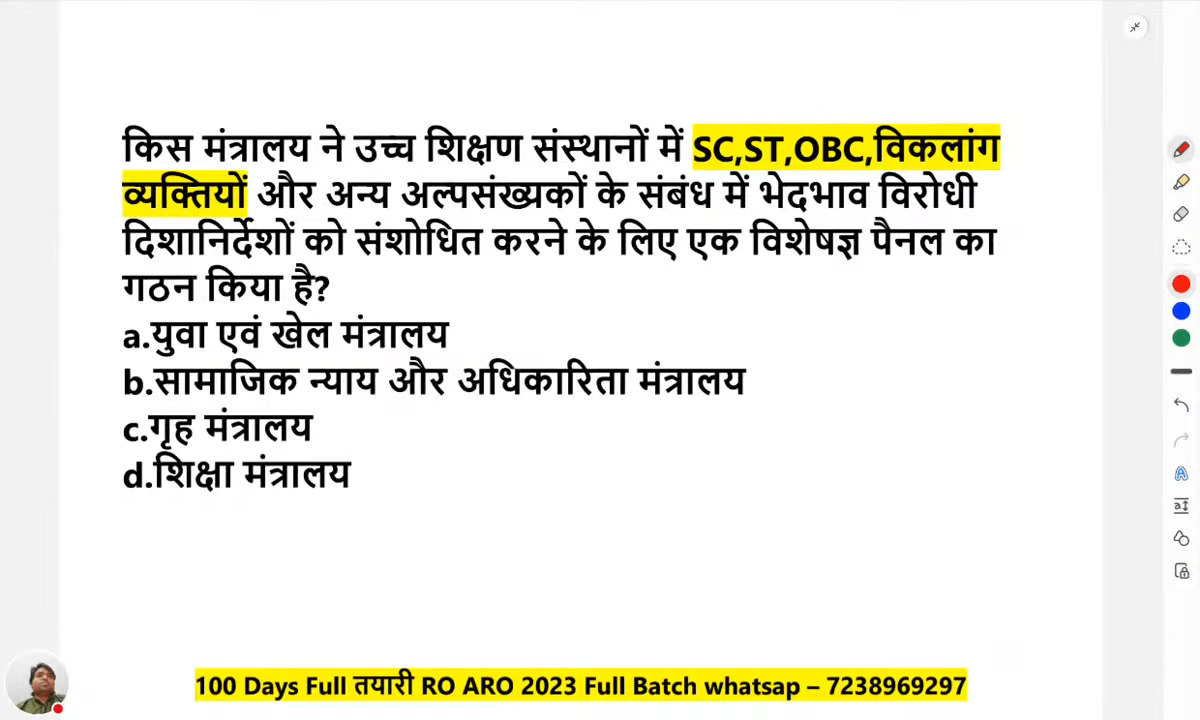 किस मंत्रालय ने उच्च शिक्षण संस्थानों में SC,ST,OBC,विकलांग
व्यक्तियों और अन्य अल्पसंख्यकों के संबंध में भेदभाव विरोधी
दिशानिर्देशों को संशोधित करने के लिए एक विशेषज्ञ पैनल का
गठन किया है?
a.युवा एवं खेल मंत्रालय
b.सामाजिक न्याय और अधिकारिता मंत्रालय
c.गृह मंत्रालय
d.शिक्षा मंत्रालय
100 Days Full तयारी RO ARO 2023 Full Batch whatsap – 7238969297